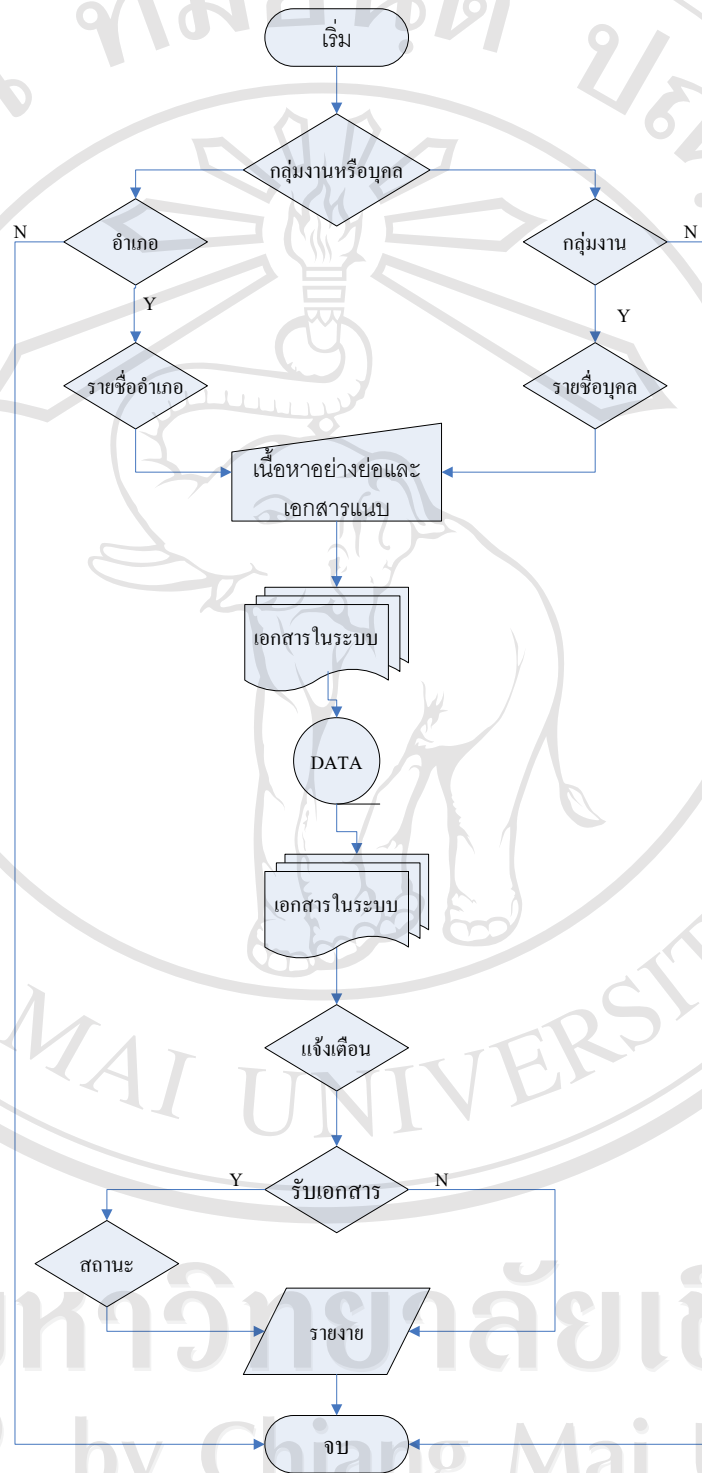 เริ่ม
กลุ่มงานหรือบุคล
N
อำเภอ
กลุ่มงาน
N
Y
Y
รายชื่ออำเภอ
รายชื่อบุคล
เนื้อหาอย่างย่อและ
เอกสารแนบ
เอกสารในระบบ
DATA
เอกสารในระบบ
แจ้งเตือน
MAI UNIVERSIT
Y
รับเอกสาร
N
สถานะ
รายงาย
จบ
by Chiang Mai U